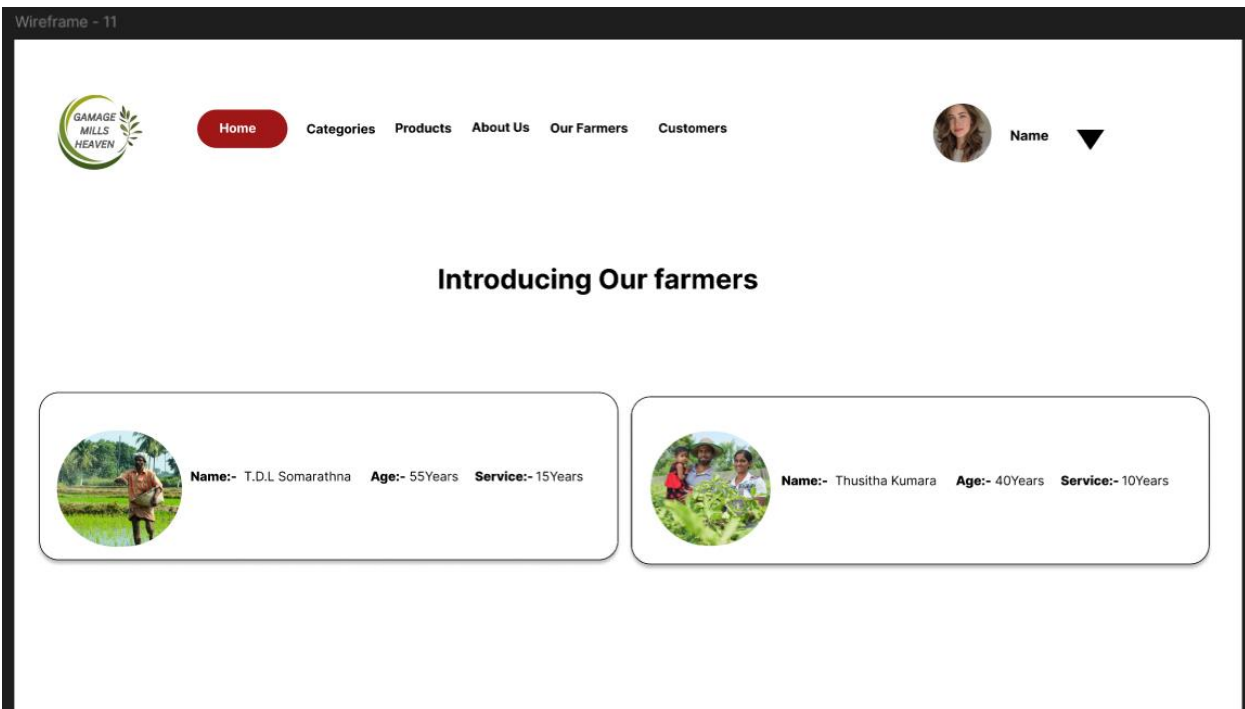 Wireframe - 11
GAMAGE
MILLS
HEAVEN
Home Categories Products About Us Our Farmers Customers Name
Introducing Our farmers
Name:- T.D.L Somarathna Age:- 55Years Service:- 15Years
Name:- Thusitha Kumara Age:- 40Years Service:- 10Years